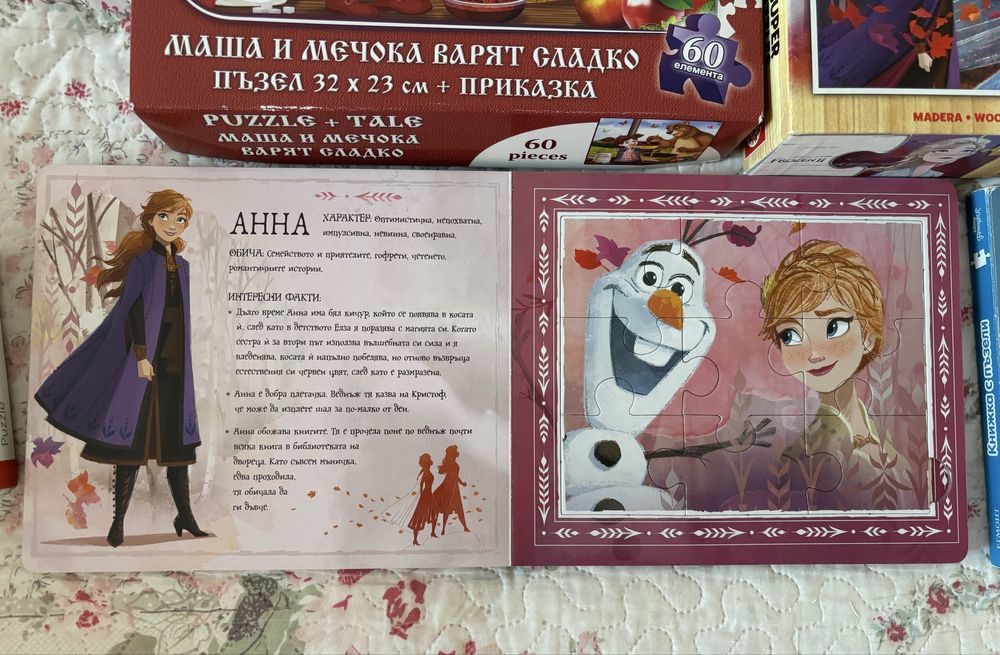 МАША И МЕЧОКА ВАРЯТ СЛАДКО
ПЪЗЕЛ 32 x 23 см + ПРИКАЗКА
60
елемента
PUZZLE + TALE
МАША И МЕЧОКА
ВАРЯТ СЛАДКО
60
pieces
MADERA • WOO
FROZEN II
АННА
ХАРАКТЕР: Оптимистична, непохватна,
импулсивна, невинна, своенравна.
ОБИЧА: Семейството и приятелите, гофрети, четенето,
романтичните истории.
ИНТЕРЕСНИ ФАКТИ:
• Дълго време Анна има бял кичур, който се появява в косата
ѝ, след като в детството Елза я поразява с магията си. Когато
сестра ѝ за втори път използва вълшебната си сила и я
вледенява, косата ѝ напълно побелява, но отново възвръща
естествения си червен цвят, след като е размразена.
• Анна е добра плетачка. Веднъж тя казва на Кристоф,
че може да изплете шал за по-малко от ден.
• Анна обожава книгите. Тя е прочела поне по веднъж почти
всяка книга в библиотеката на
двореца. Като съвсем мъничка,
едва проходила,
тя обичала да
ги дъвче.
Книжка с пъзели
ЕГМОНТ
Puzzle